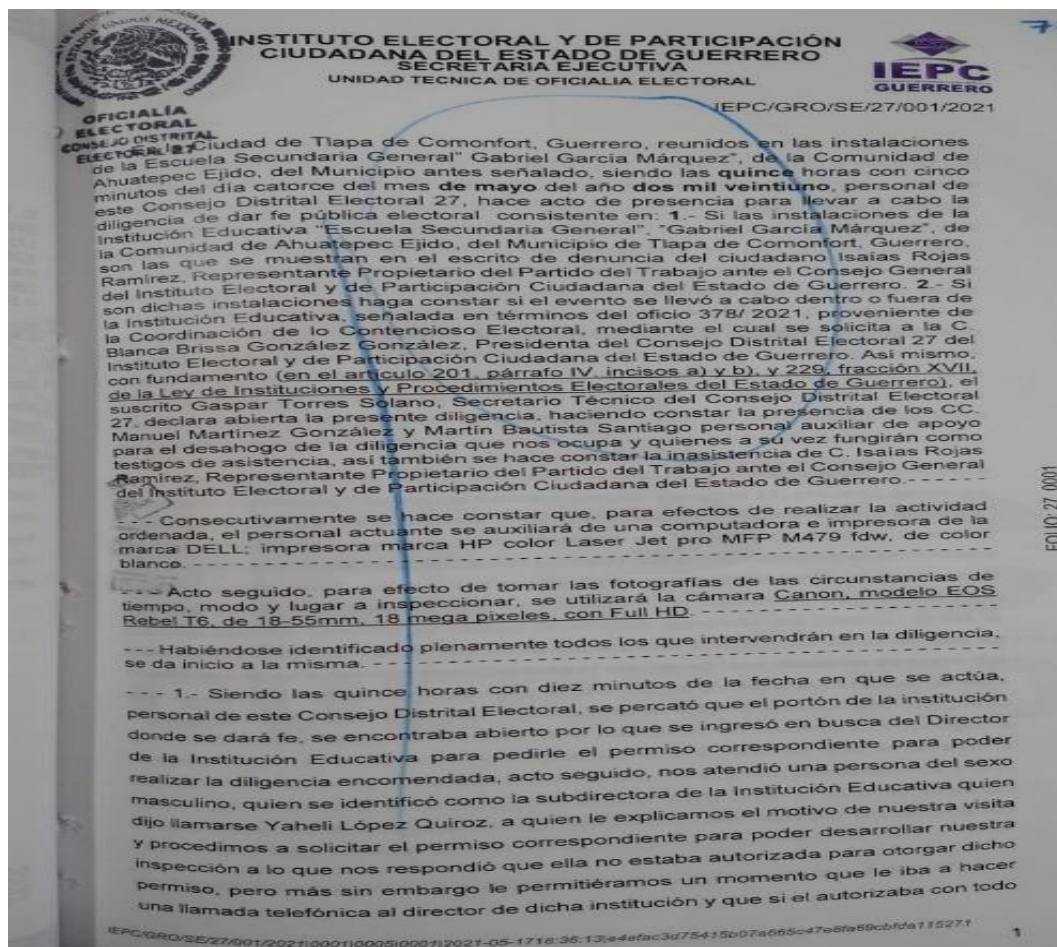 7
INSTITUTO ELECTORAL Y DE PARTICIPACIÓN
CIUDADANA DEL ESTADO DE GUERRERO
SECRETARIA EJECUTIVA
UNIDAD TECNICA DE OFICIALIA ELECTORAL
IEPC
GUERRERO
ESTADOS UNIDOS MEXICANOS
OFICIALÍA
ELECTORAL
CONSEJO DISTRITAL
ELECTORAL 27
IEPC/GRO/SE/27/001/2021
Ciudad de Tlapa de Comonfort, Guerrero, reunidos en las instalaciones
de la Escuela Secundaria General" Gabriel García Márquez", de la Comunidad de
Ahuatepec Ejido, del Municipio antes señalado, siendo las quince horas con cinco
minutos del día catorce del mes de mayo del año dos mil veintiuno, personal de
este Consejo Distrital Electoral 27, hace acto de presencia para llevar a cabo la
diligencia de dar fe pública electoral consistente en: 1.- Si las instalaciones de la
Institución Educativa "Escuela Secundaria General", "Gabriel García Márquez", de
la Comunidad de Ahuatepec Ejido, del Municipio de Tlapa de Comonfort, Guerrero,
son las que se muestran en el escrito de denuncia del ciudadano Isaías Rojas
Ramírez, Representante Propietario del Partido del Trabajo ante el Consejo General
del Instituto Electoral y de Participación Ciudadana del Estado de Guerrero. 2.- Si
son dichas instalaciones haga constar si el evento se llevó a cabo dentro o fuera de
la Institución Educativa, señalada en términos del oficio 378/ 2021, proveniente de
la Coordinación de lo Contencioso Electoral, mediante el cual se solicita a la C.
Blanca Brissa González González, Presidenta del Consejo Distrital Electoral 27 del
Instituto Electoral y de Participación Ciudadana del Estado de Guerrero. Así mismo,
con fundamento (en el artículo 201, párrafo IV, incisos a) y b), y 229, fracción XVII,
de la Ley de Instituciones y Procedimientos Electorales del Estado de Guerrero), el
suscrito Gaspar Torres Solano, Secretario Técnico del Consejo Distrital Electoral
27, declara abierta la presente diligencia, haciendo constar la presencia de los CC.
Manuel Martínez González y Martín Bautista Santiago personal auxiliar de apoyo
para el desahogo de la diligencia que nos ocupa y quienes a su vez fungirán como
testigos de asistencia, así también se hace constar la inasistencia de C. Isaías Rojas
Ramírez, Representante Propietario del Partido del Trabajo ante el Consejo General
del Instituto Electoral y de Participación Ciudadana del Estado de Guerrero.- - - - - - -
- - - Consecutivamente se hace constar que, para efectos de realizar la actividad
ordenada, el personal actuante se auxiliará de una computadora e impresora de la
marca DELL; impresora marca HP color Laser Jet pro MFP M479 fdw, de color
blanco.- - - - - - - - - - - - - - - - - - - - - - - - - - - - - - - - - - - - - - - -
- - - Acto seguido, para efecto de tomar las fotografías de las circunstancias de
tiempo, modo y lugar a inspeccionar, se utilizará la cámara Canon, modelo EOS
Rebel T6, de 18-55mm, 18 mega pixeles, con Full HD.- - - - - - - - - - - - - - - - -
- - - Habiéndose identificado plenamente todos los que intervendrán en la diligencia,
se da inicio a la misma.- - - - - - - - - - - - - - - - - - - - - - - - - - - - - - - -
- - - 1.- Siendo las quince horas con diez minutos de la fecha en que se actúa,
personal de este Consejo Distrital Electoral, se percató que el portón de la institución
donde se dará fe, se encontraba abierto por lo que se ingresó en busca del Director
de la Institución Educativa para pedirle el permiso correspondiente para poder
realizar la diligencia encomendada, acto seguido, nos atendió una persona del sexo
masculino, quien se identificó como la subdirectora de la Institución Educativa quien
dijo llamarse Yaheli López Quiroz, a quien le explicamos el motivo de nuestra visita
y procedimos a solicitar el permiso correspondiente para poder desarrollar nuestra
inspección a lo que nos respondió que ella no estaba autorizada para otorgar dicho
permiso, pero más sin embargo le permitiéramos un momento que le iba a hacer
una llamada telefónica al director de dicha institución y que si el autorizaba con todo
FOLIO: 27 0001
1